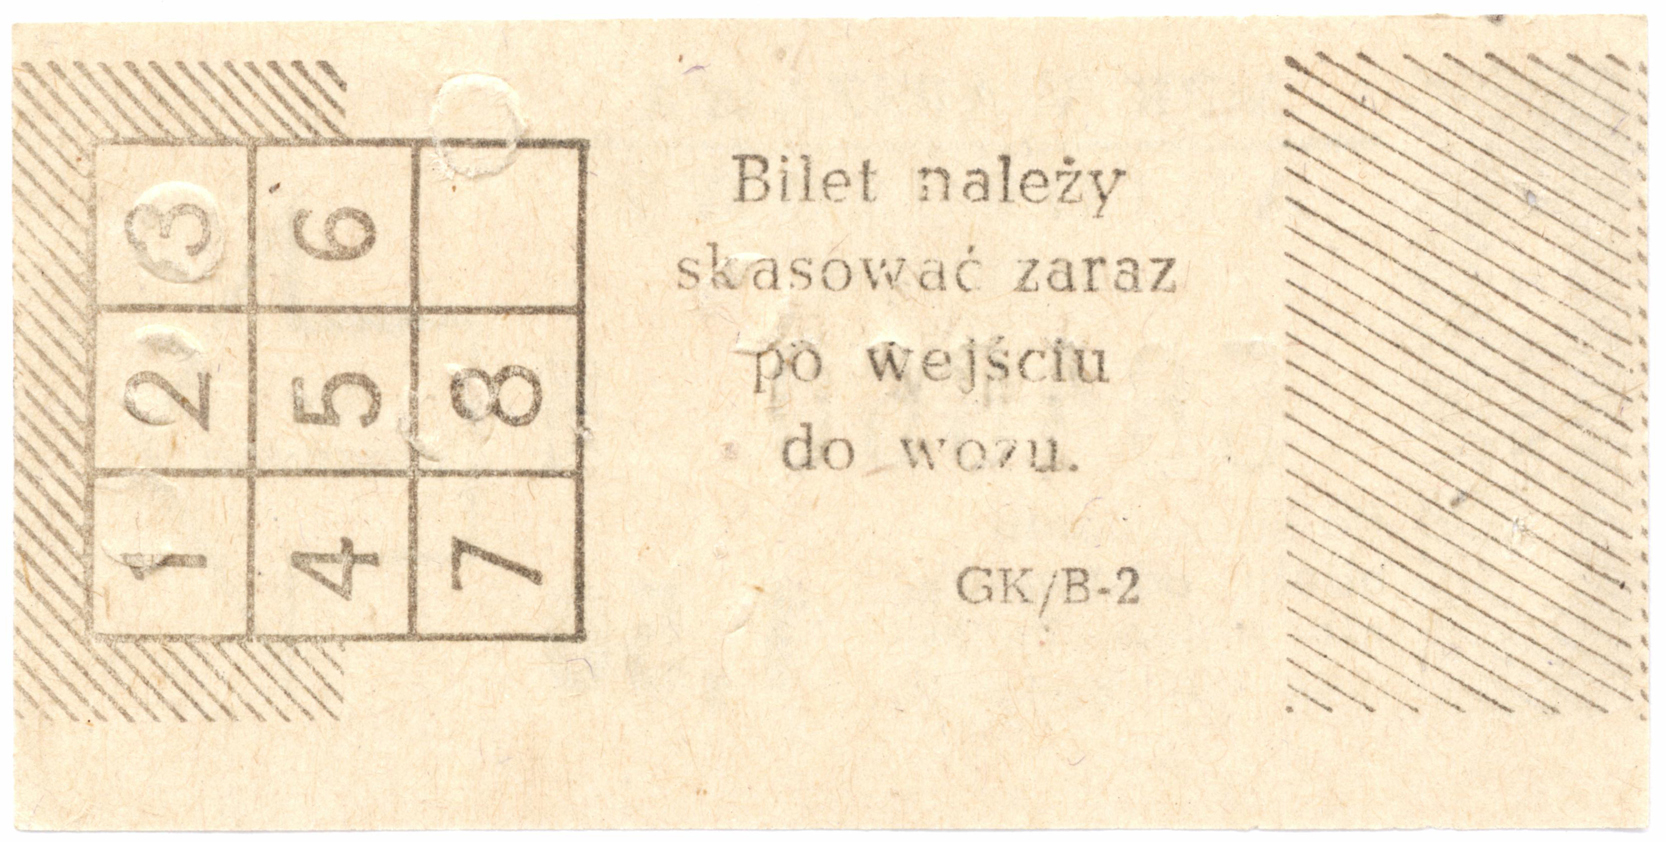 3 6
2 5 8
1 4 7
Bilet należy
skasować zaraz
po wejściu
do wozu.
GK/B-2